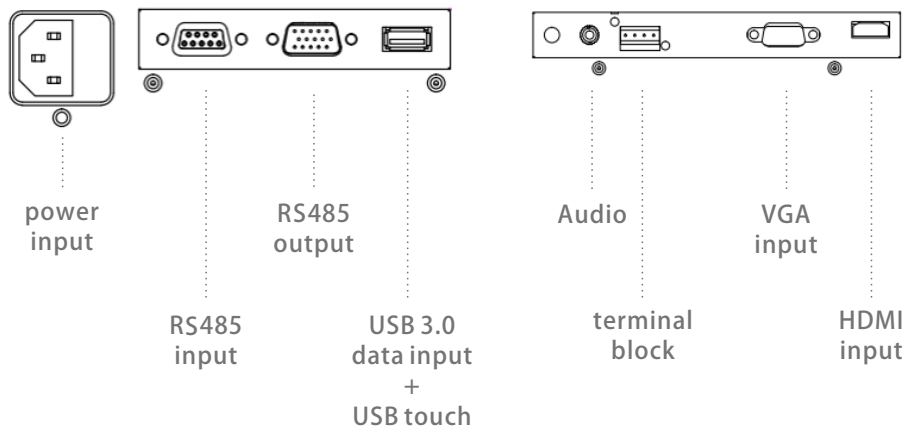 power
input
RS485
output
Audio
VGA
input
RS485
input
USB 3.0
data input
+
USB touch
terminal
block
HDMI
input